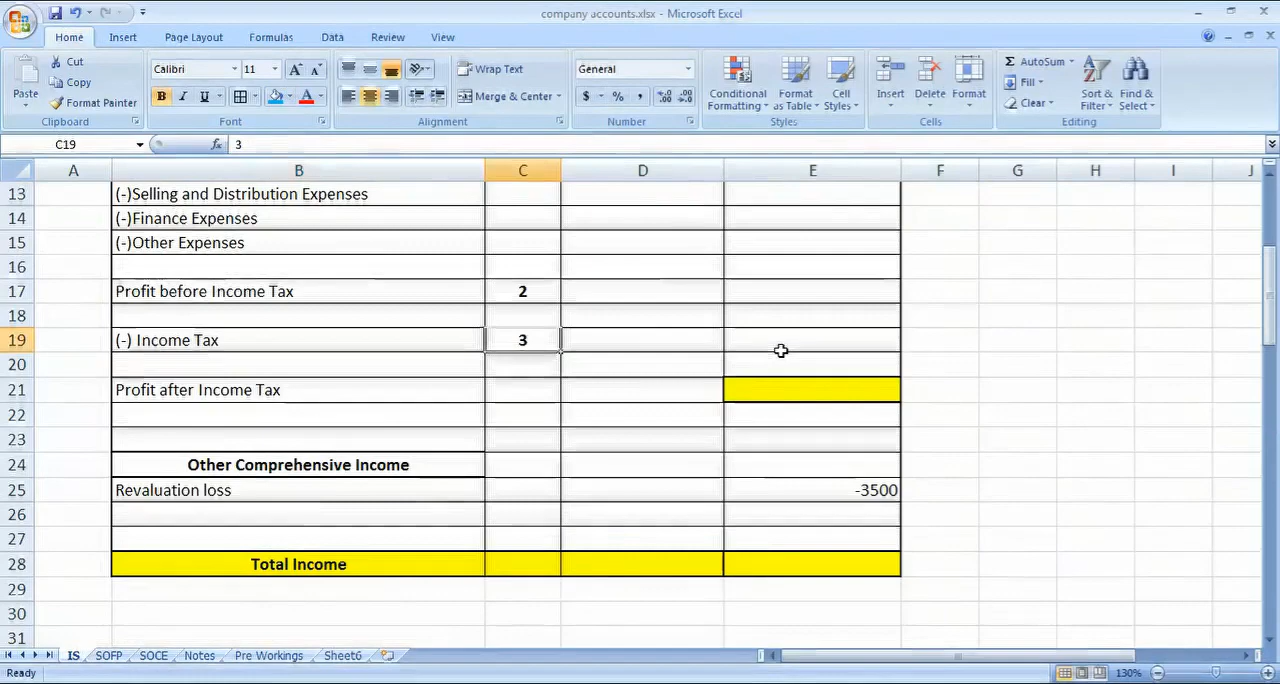 company accounts.xlsx - Microsoft Excel
Home Insert Page Layout Formulas Data Review View
Paste
Cut
Copy
Format Painter
Clipboard
Calibri 11
B I U
Font
Wrap Text
Merge & Center
Alignment
General
$ % ,
Number
Conditional Formatting
Format as Table
Cell Styles
Styles
Insert Delete Format
Cells
Σ AutoSum
Fill
Clear
Sort & Filter
Find & Select
Editing
C19 fx 3
A B C D E F G H I J
13 (-)Selling and Distribution Expenses
14 (-)Finance Expenses
15 (-)Other Expenses
16
17 Profit before Income Tax 2
18
19 (-) Income Tax 3
20
21 Profit after Income Tax
22
23
24 Other Comprehensive Income
25 Revaluation loss -3500
26
27
28 Total Income
29
30
31
IS SOFP SOCE Notes Pre Workings Sheet6
Ready 130%